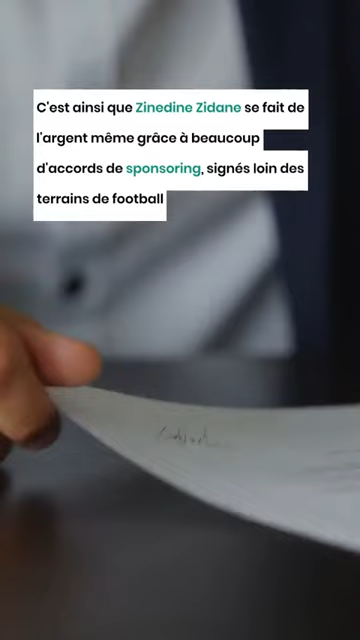 C'est ainsi que Zinedine Zidane se fait de
l'argent même grâce à beaucoup
d'accords de sponsoring, signés loin des
terrains de football